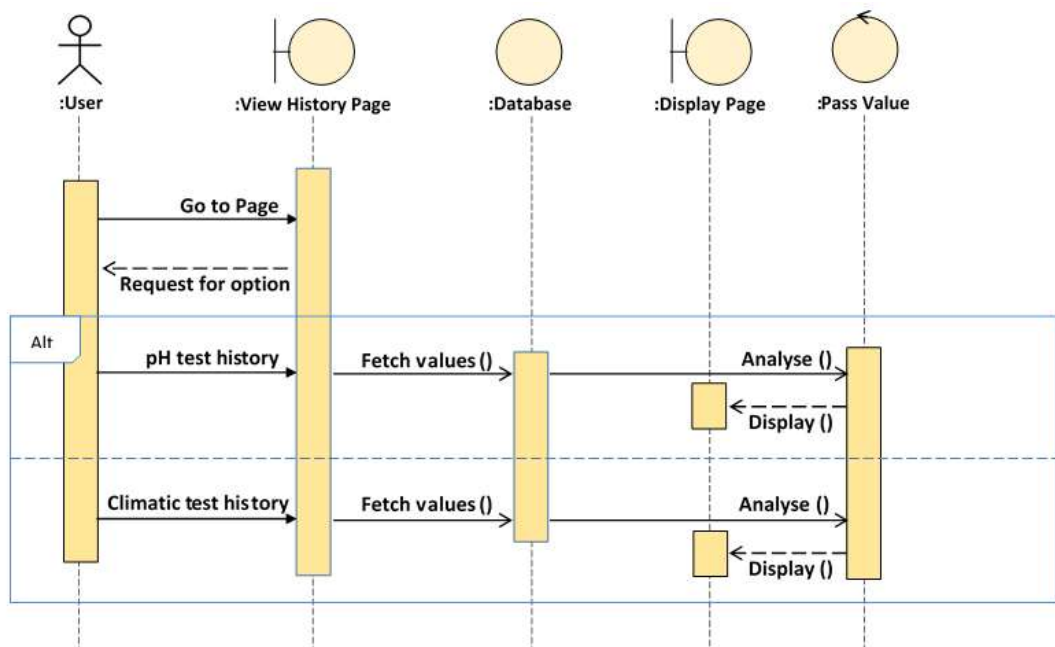 :User
:View History Page
:Database
:Display Page
:Pass Value
Go to Page
Request for option
Alt
pH test history
Fetch values ()
Analyse ()
Display ()
Climatic test history
Fetch values ()
Analyse ()
Display ()